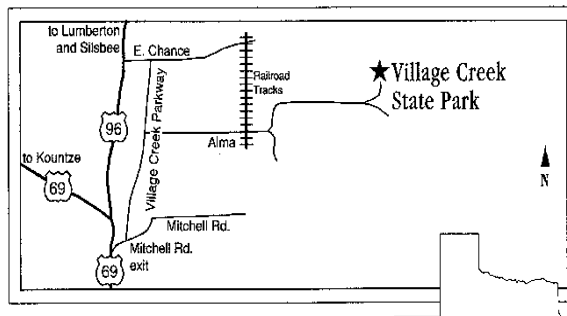 to Lumberton
and Silsbee
E. Chance
Railroad
Tracks
Village Creek
State Park
96
Village Creek Parkway
Alma
to Kountze
69
N
Mitchell Rd.
Mitchell Rd.
exit
69